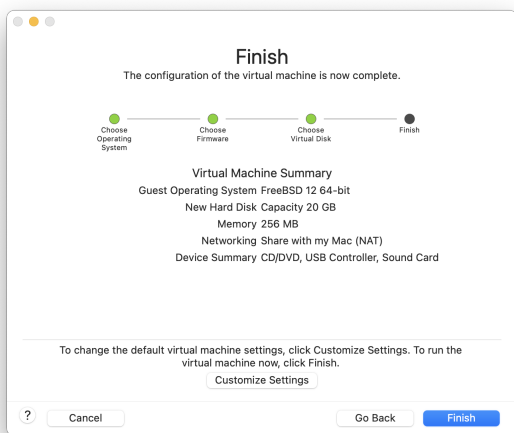 Finish
The configuration of the virtual machine is now complete.
Choose
Operating
System
Choose
Firmware
Choose
Virtual Disk
Finish
Virtual Machine Summary
Guest Operating System FreeBSD 12 64-bit
New Hard Disk Capacity 20 GB
Memory 256 MB
Networking Share with my Mac (NAT)
Device Summary CD/DVD, USB Controller, Sound Card
To change the default virtual machine settings, click Customize Settings. To run the
virtual machine now, click Finish.
Customize Settings
? Cancel Go Back Finish